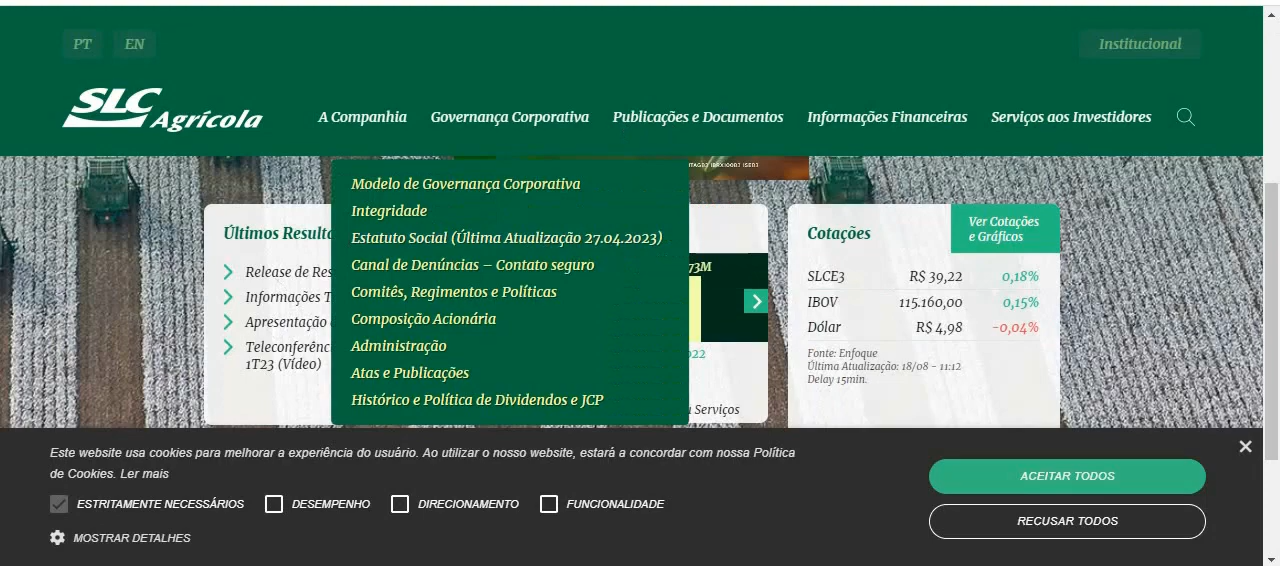 PT EN Institucional
SLC Agrícola
A Companhia Governança Corporativa Publicações e Documentos Informações Financeiras Serviços aos Investidores
Modelo de Governança Corporativa
Integridade
Estatuto Social (Última Atualização 27.04.2023)
Canal de Denúncias – Contato seguro
Comitês, Regimentos e Políticas
Composição Acionária
Administração
Atas e Publicações
Histórico e Política de Dividendos e JCP
Últimos
Release de
Informações
Apresentação
1T23 (Vídeo)
73M
Serviços
Cotações
Ver Cotações
e Gráficos
SLCE3 R$ 39,22 0,18%
IBOV 115.160,00 0,15%
Dólar R$ 4,98 -0,04%
Fonte: Enfoque
Última Atualização: 18/08 - 11:12
Delay 15min.
Este website usa cookies para melhorar a experiência do usuário. Ao utilizar o nosso website, estará a concordar com nossa Política
de Cookies. Ler mais
ESTRITAMENTE NECESSÁRIOS DESEMPENHO DIRECIONAMENTO FUNCIONALIDADE
MOSTRAR DETALHES
ACEITAR TODOS
RECUSAR TODOS